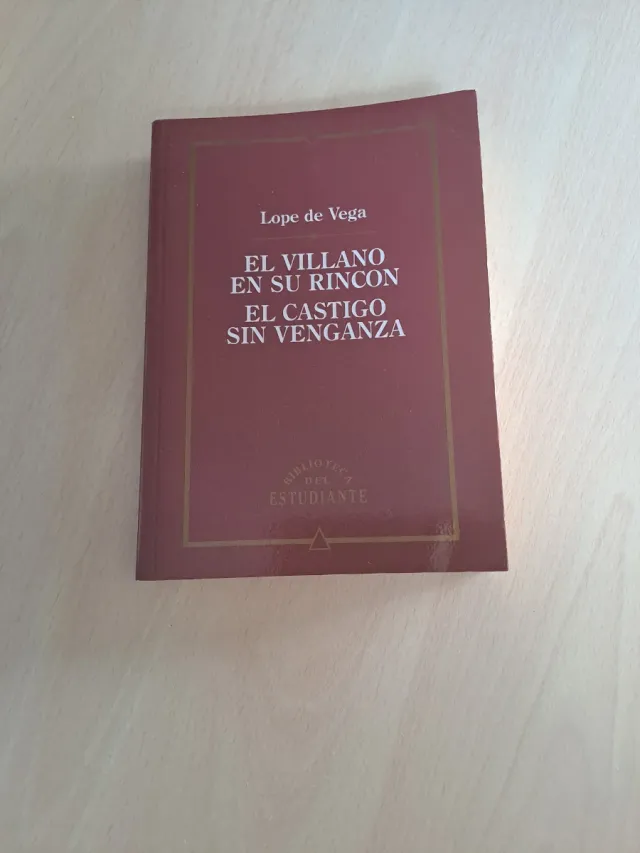 Lope de Vega
EL VILLANO
EN SU RINCON
EL CASTIGO
SIN VENGANZA
BIBLIOTECA
DEL
ESTUDIANTE